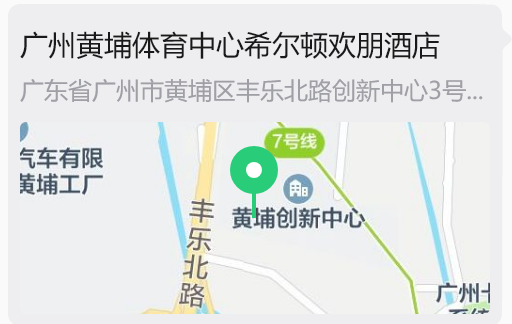 广州黄埔体育中心希尔顿欢朋酒店
广东省广州市黄埔区丰乐北路创新中心3号...
7号线
汽车有限
黄埔工厂
黄埔创新中心
丰乐北路
广州